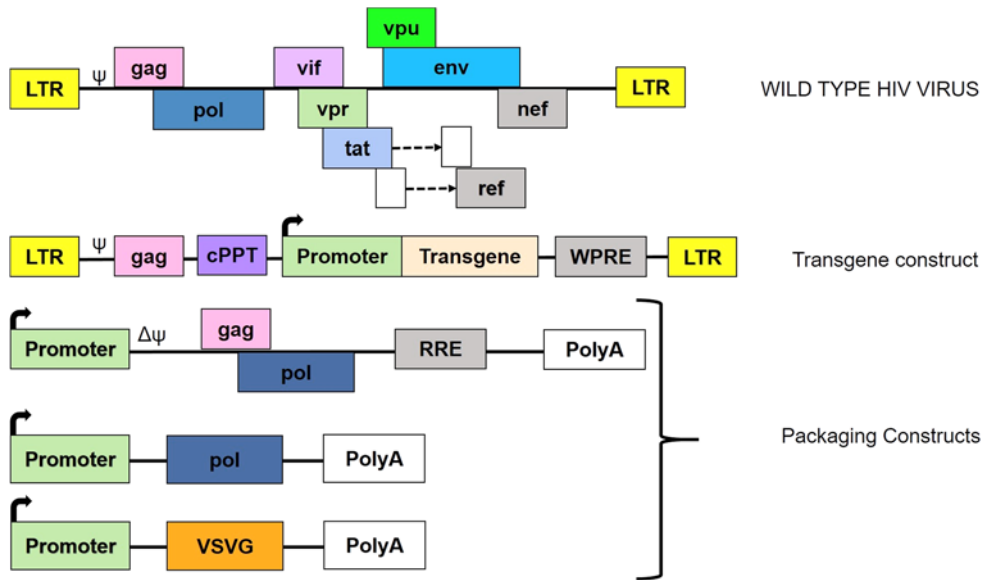 vpu
gag vif env
LTR ψ LTR WILD TYPE HIV VIRUS
pol vpr nef
tat
ref
LTR ψ gag cPPT Promoter Transgene WPRE LTR Transgene construct
gag
Promoter Δψ RRE PolyA
pol
Promoter pol PolyA Packaging Constructs
Promoter VSVG PolyA